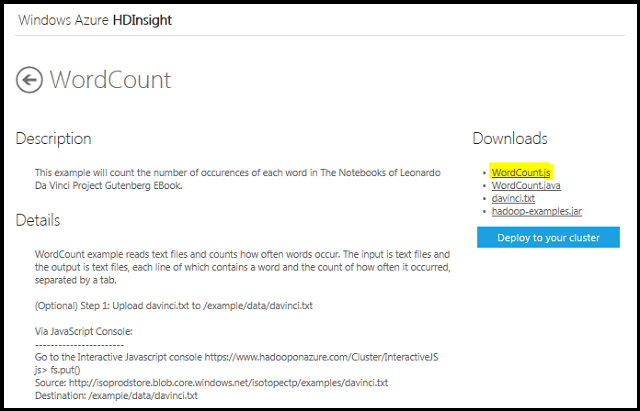 Windows Azure HDInsight
WordCount
Description
This example will count the number of occurences of each word in The Notebooks of Leonardo
Da Vinci Project Gutenberg EBook.
Details
WordCount example reads text files and counts how often words occur. The input is text files and
the output is text files, each line of which contains a word and the count of how often it occurred,
separated by a tab.
(Optional) Step 1: Upload davinci.txt to /example/data/davinci.txt
Via JavaScript Console:
-----------------------
Go to the Interactive Javascript console https://www.hadooponazure.com/Cluster/InteractiveJS
js> fs.put()
Source: http://isoprodstore.blob.core.windows.net/isotopectp/examples/davinci.txt
Destination: /example/data/davinci.txt
Downloads
WordCount.js
WordCount.java
davinci.txt
hadoop-examples.jar
Deploy to your cluster